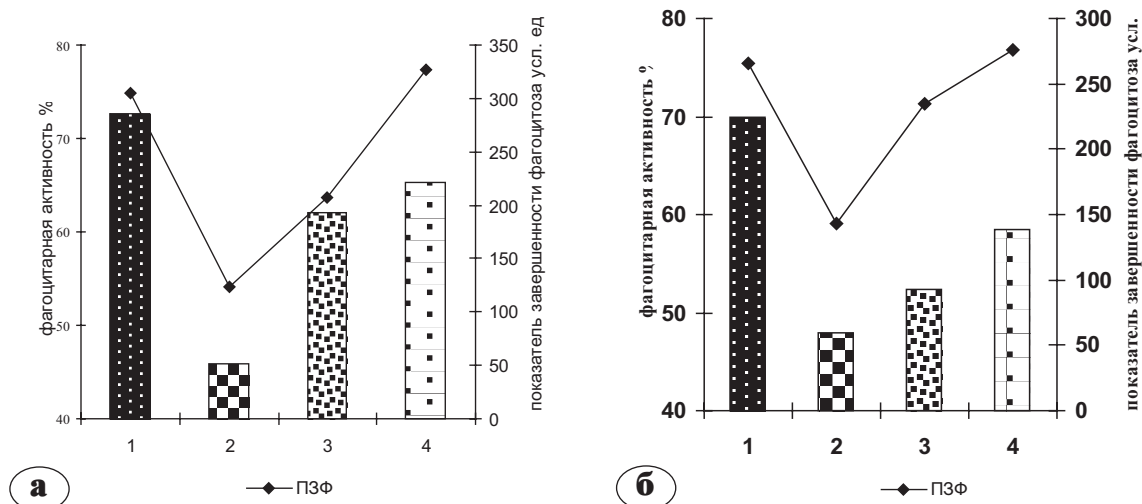 фагоцитарная активность %
80
70
60
50
40
350
300
250
200
150
100
50
0
показатель завершенности фагоцитоза усл. ед
1 2 3 4
ПЗФ
а
фагоцитарная активность %
80
70
60
50
40
300
250
200
150
100
50
0
показатель завершенности фагоцитоза усл.
1 2 3 4
ПЗФ
б